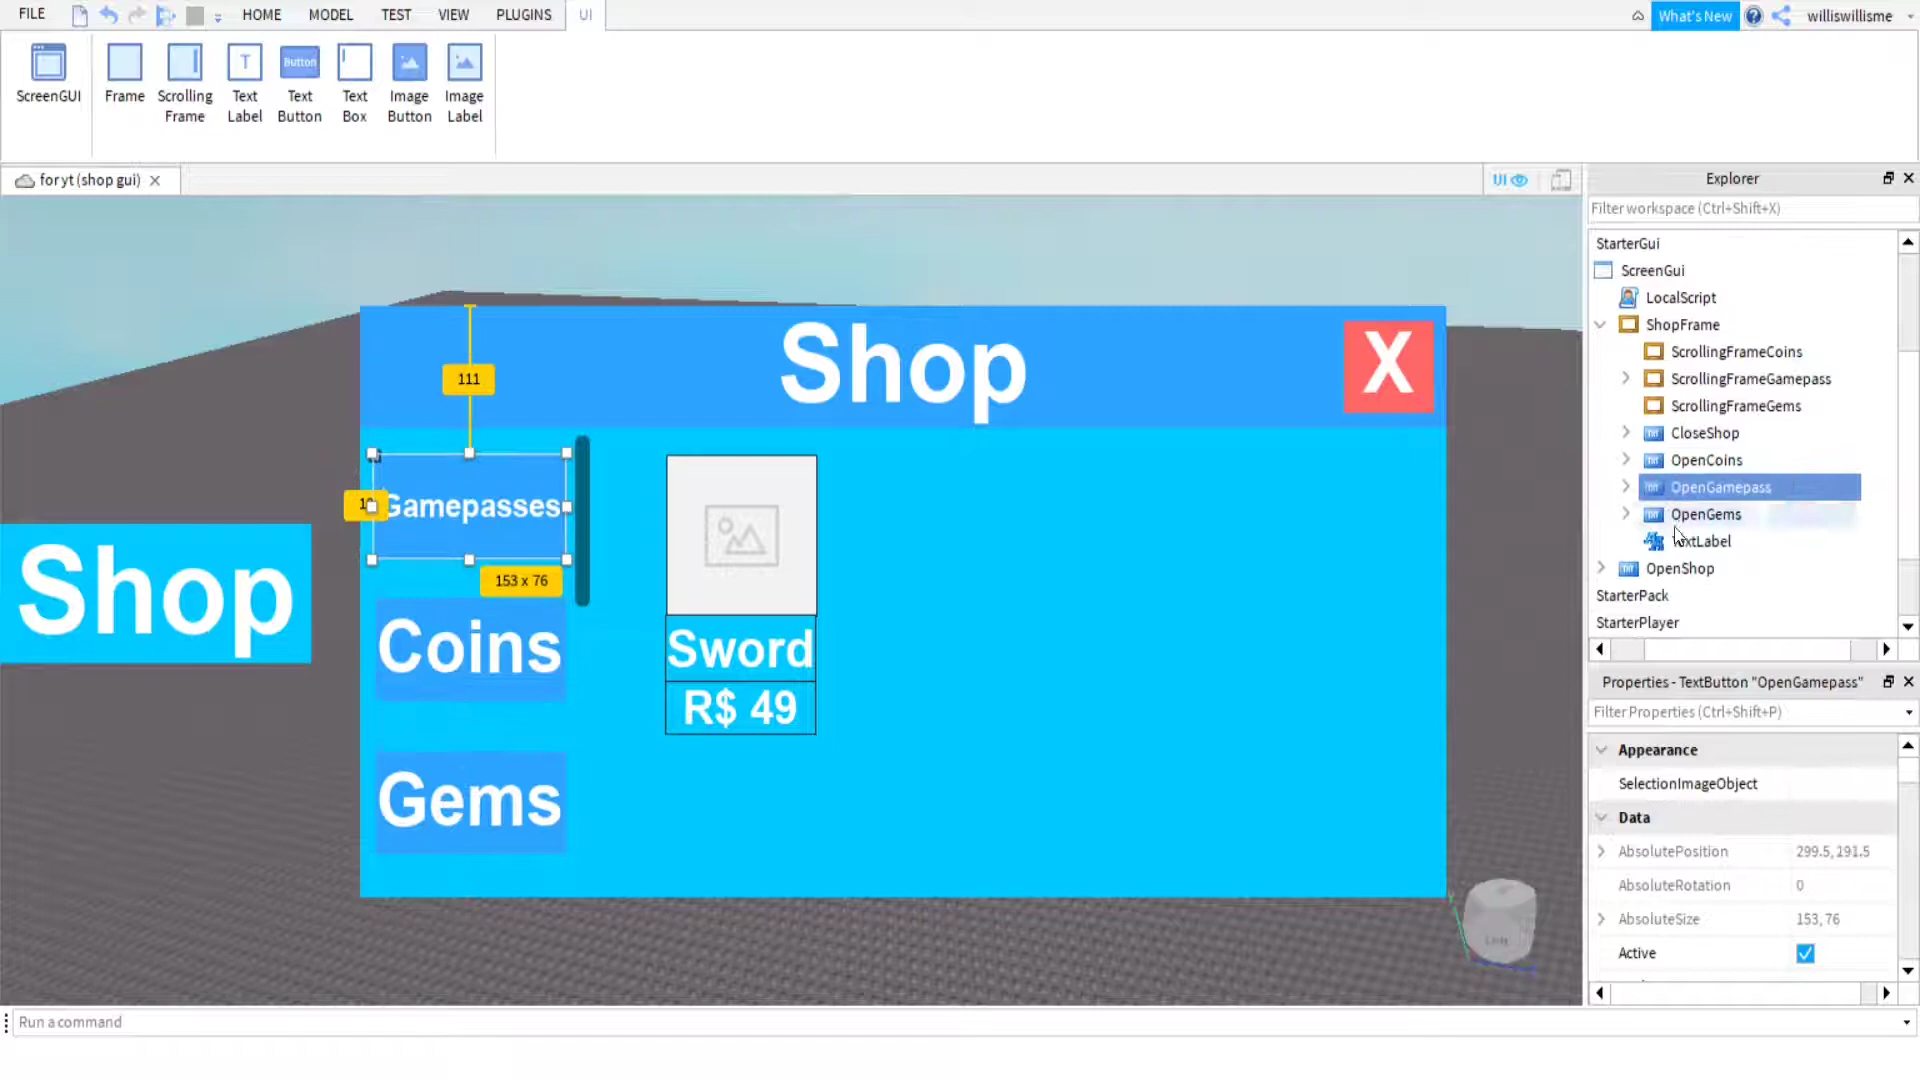 FILE HOME MODEL TEST VIEW PLUGINS UI What's New williswillisme
ScreenGUI Frame Scrolling Frame Text Label Button Text Button Text Box Image Button Image Label
for yt (shop gui) UI
Explorer
Filter workspace (Ctrl+Shift+X)
StarterGui
ScreenGui
LocalScript
ShopFrame
ScrollingFrameCoins
ScrollingFrameGamepass
ScrollingFrameGems
CloseShop
OpenCoins
OpenGamepass
OpenGems
TextLabel
OpenShop
StarterPack
StarterPlayer
Shop
Shop X
111
Gamepasses
153 x 76
Coins
Gems
Sword
R$ 49
Properties - TextButton "OpenGamepass"
Filter Properties (Ctrl+Shift+P)
Appearance
SelectionImageObject
Data
AbsolutePosition 299.5, 191.5
AbsoluteRotation 0
AbsoluteSize 153, 76
Active
Run a command